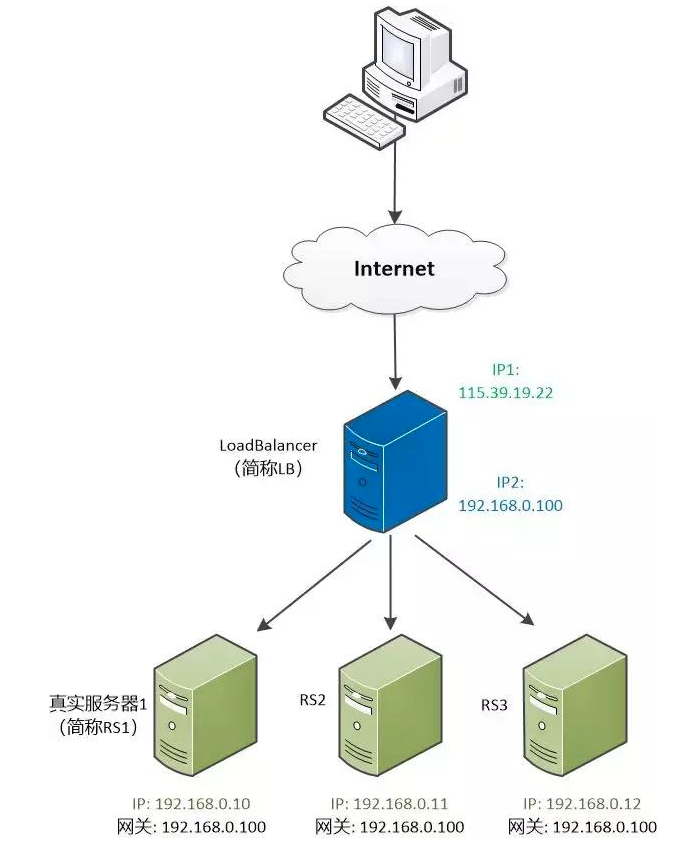 Internet
IP1:
115.39.19.22
LoadBalancer
（简称LB）
IP2:
192.168.0.100
真实服务器1
（简称RS1）
RS2
RS3
IP: 192.168.0.10
网关: 192.168.0.100
IP: 192.168.0.11
网关: 192.168.0.100
IP: 192.168.0.12
网关: 192.168.0.100